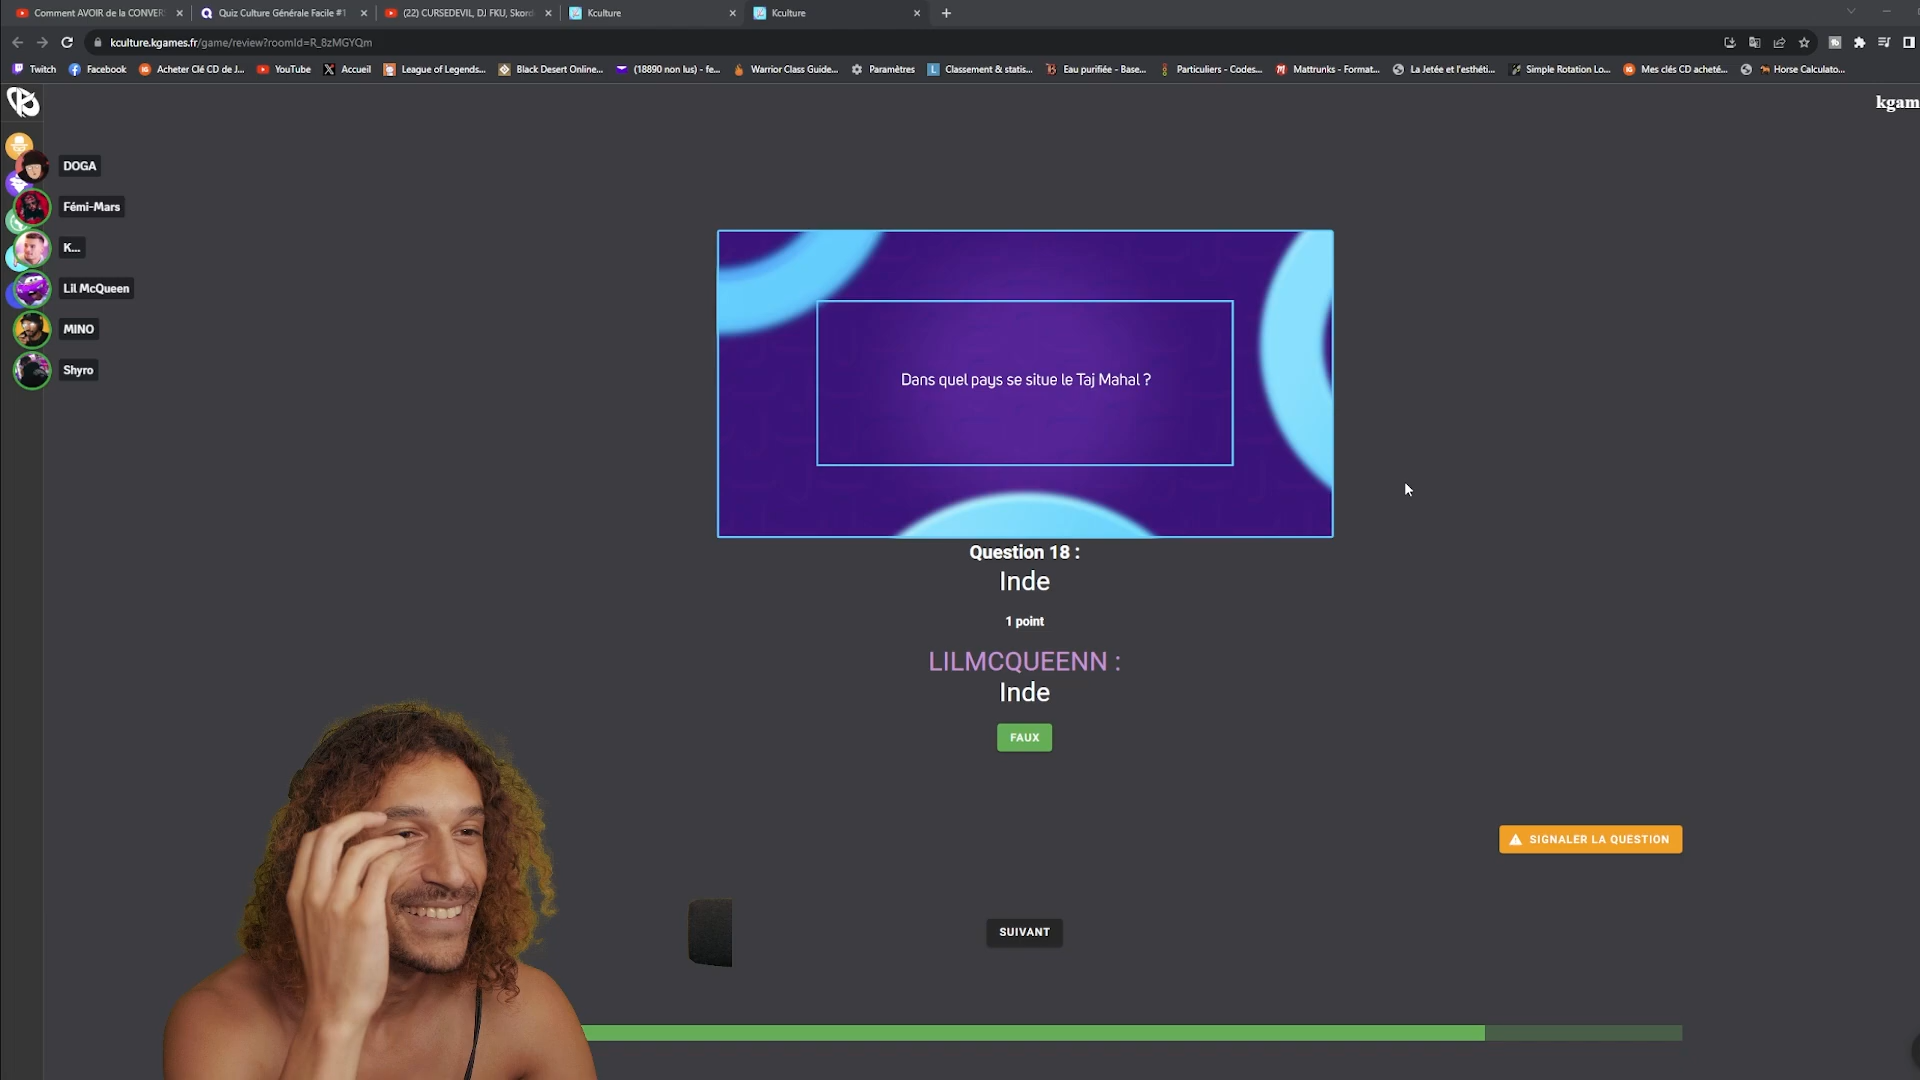 Comment AVOIR de la CONVER
Quiz Culture Générale Facile #1
(22) CURSEDEVIL, DJ FKU, Skord
Kculture
Kculture
kculture.kgames.fr/game/review?roomId=R_8zMGYQm
Twitch
Facebook
Acheter Clé CD de J...
YouTube
Accueil
League of Legends...
Black Desert Online...
(18890 non lus) - fe...
Warrior Class Guide...
Paramètres
Classement & statis...
Eau purifiée - Base...
Particuliers - Codes...
Mattrunks - Format...
La Jetée et l'esthéti...
Simple Rotation Lo...
Mes clés CD acheté...
Horse Calculato...
kgam
DOGA
Fémi-Mars
K...
Lil McQueen
MINO
Shyro
Dans quel pays se situe le Taj Mahal ?
Question 18 :
Inde
1 point
LILMCQUEENN :
Inde
FAUX
SIGNALER LA QUESTION
SUIVANT